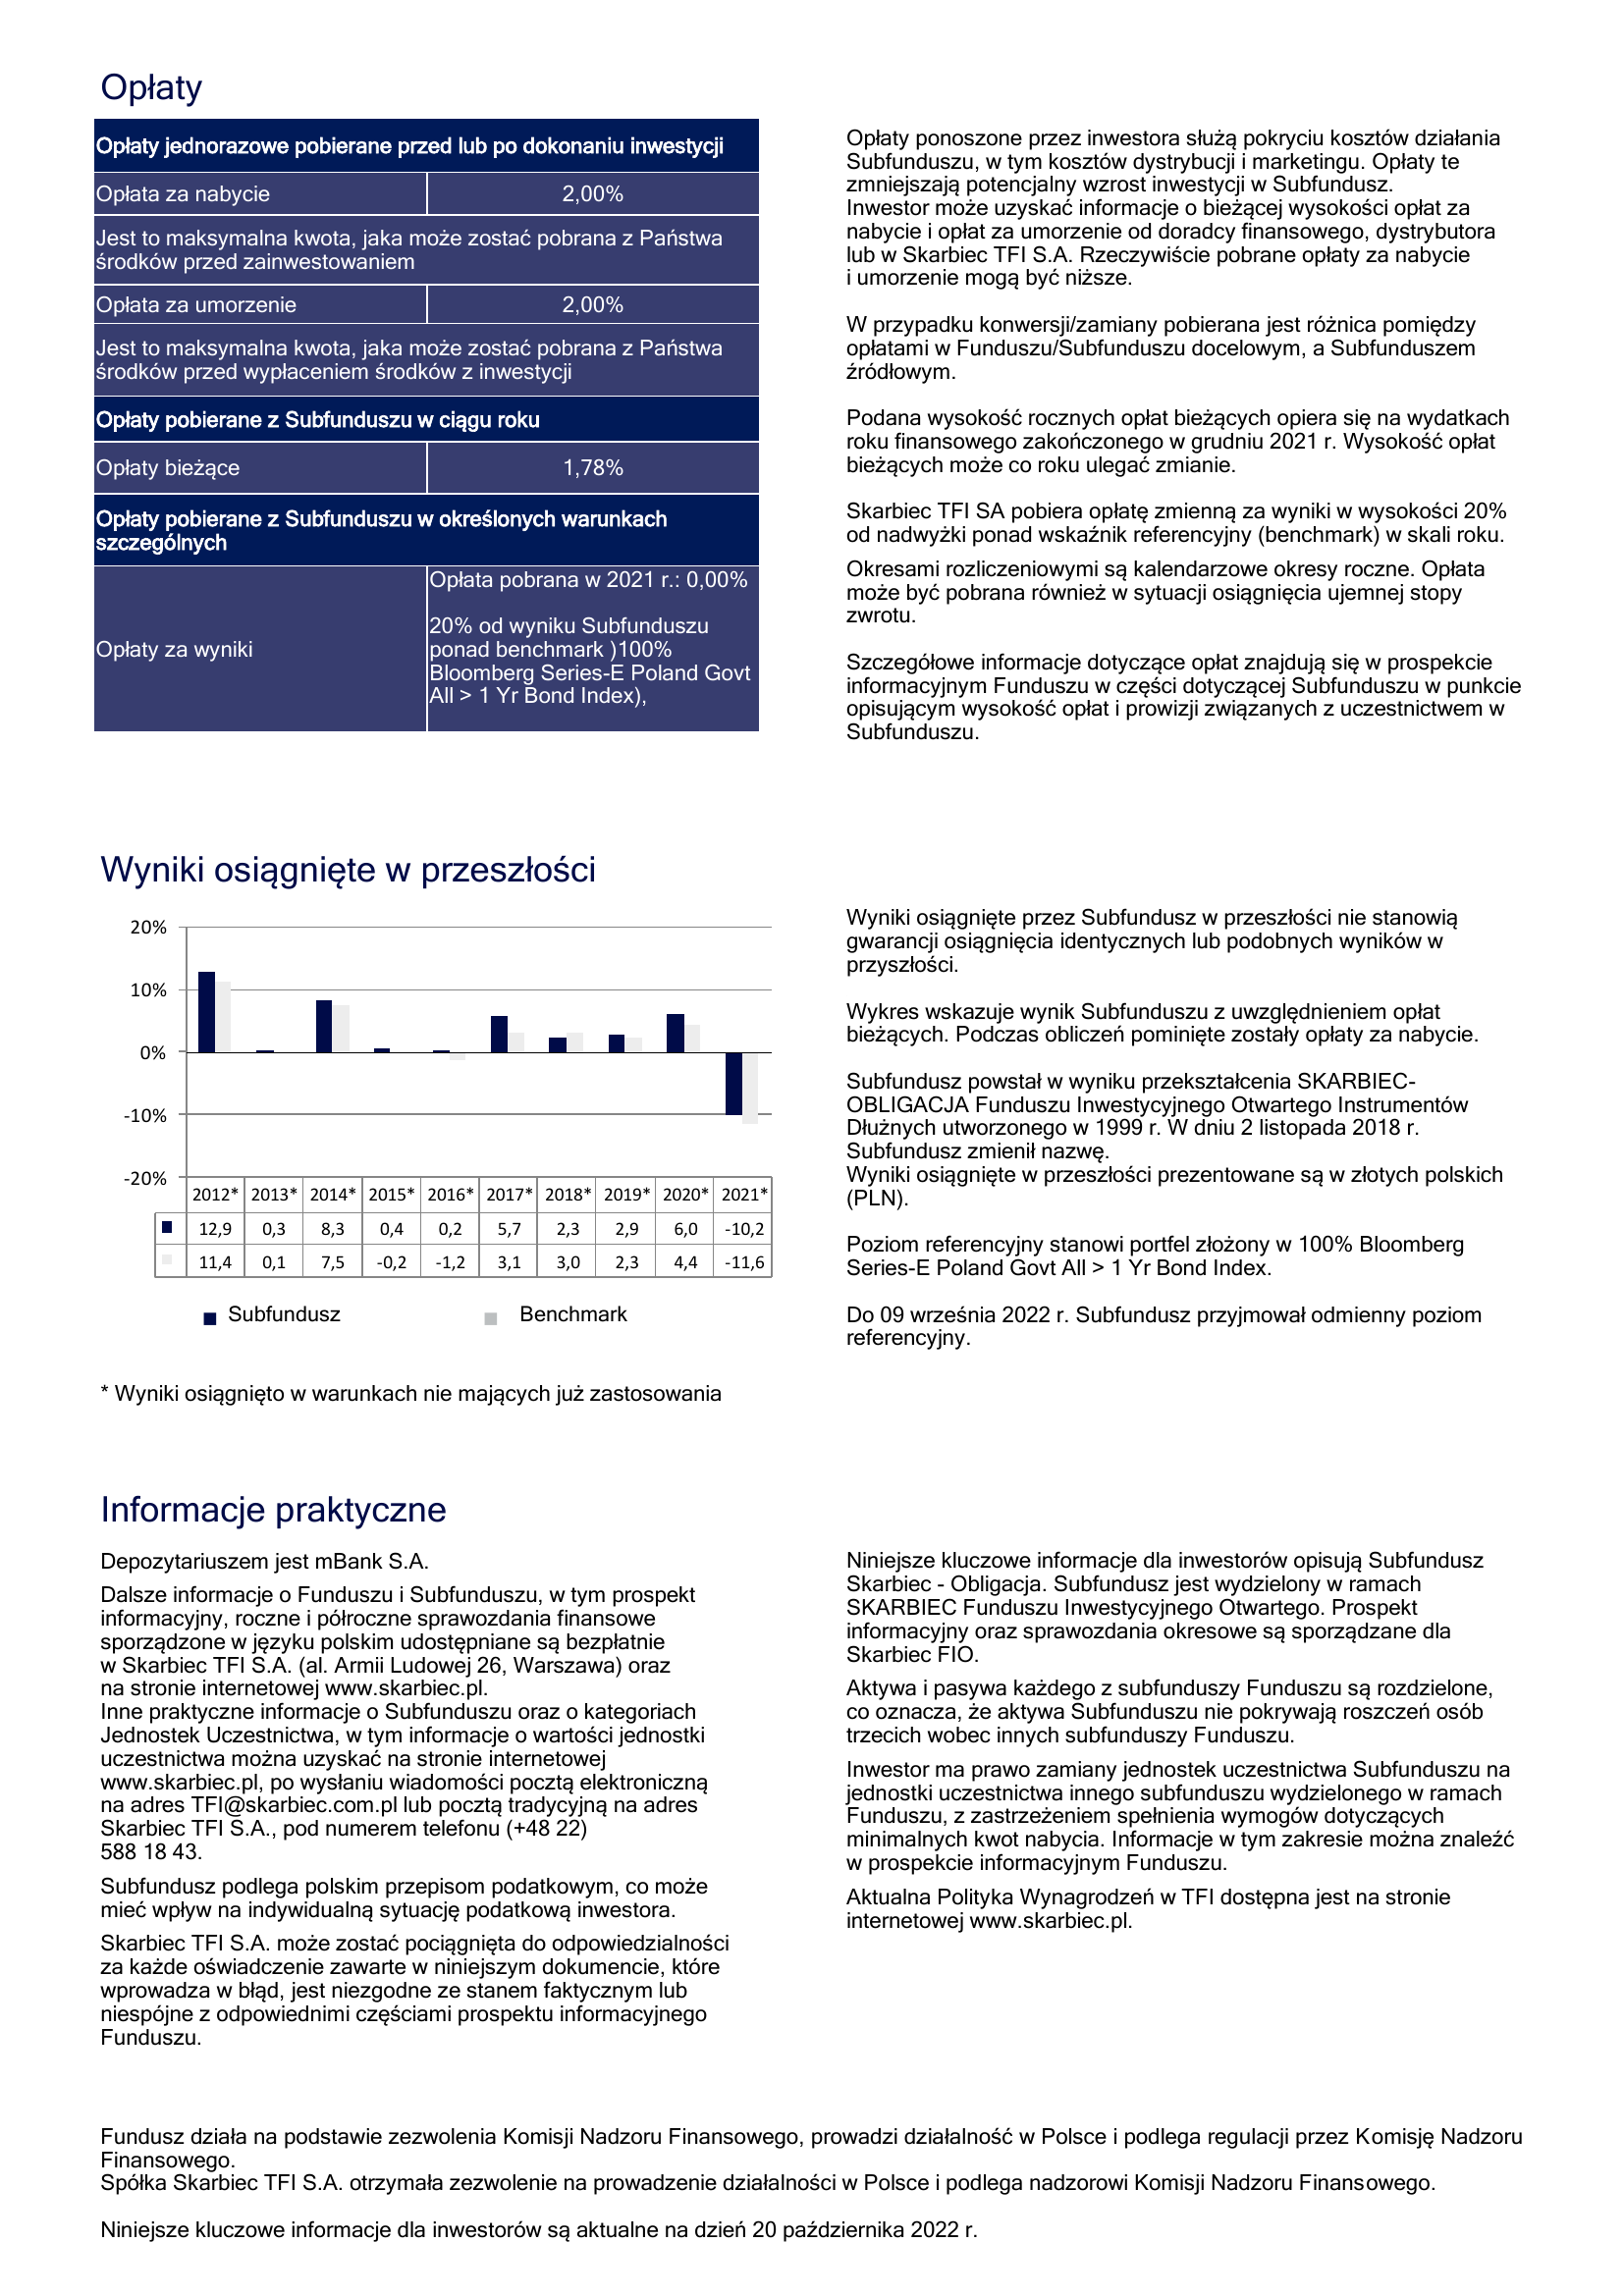 Opłaty
Opłaty jednorazowe pobierane przed lub po dokonaniu inwestycji
Opłata za nabycie 2,00%
Jest to maksymalna kwota, jaka może zostać pobrana z Państwa
środków przed zainwestowaniem
Opłata za umorzenie 2,00%
Jest to maksymalna kwota, jaka może zostać pobrana z Państwa
środków przed wypłaceniem środków z inwestycji
Opłaty pobierane z Subfunduszu w ciągu roku
Opłaty bieżące 1,78%
Opłaty pobierane z Subfunduszu w określonych warunkach
szczególnych
Opłaty za wyniki
Opłata pobrana w 2021 r.: 0,00%
20% od wyniku Subfunduszu
ponad benchmark )100%
Bloomberg Series-E Poland Govt
All > 1 Yr Bond Index),
Opłaty ponoszone przez inwestora służą pokryciu kosztów działania
Subfunduszu, w tym kosztów dystrybucji i marketingu. Opłaty te
zmniejszają potencjalny wzrost inwestycji w Subfundusz.
Inwestor może uzyskać informacje o bieżącej wysokości opłat za
nabycie i opłat za umorzenie od doradcy finansowego, dystrybutora
lub w Skarbiec TFI S.A. Rzeczywiście pobrane opłaty za nabycie
i umorzenie mogą być niższe.
W przypadku konwersji/zamiany pobierana jest różnica pomiędzy
opłatami w Funduszu/Subfunduszu docelowym, a Subfunduszem
źródłowym.
Podana wysokość rocznych opłat bieżących opiera się na wydatkach
roku finansowego zakończonego w grudniu 2021 r. Wysokość opłat
bieżących może co roku ulegać zmianie.
Skarbiec TFI SA pobiera opłatę zmienną za wyniki w wysokości 20%
od nadwyżki ponad wskaźnik referencyjny (benchmark) w skali roku.
Okresami rozliczeniowymi są kalendarzowe okresy roczne. Opłata
może być pobrana również w sytuacji osiągnięcia ujemnej stopy
zwrotu.
Szczegółowe informacje dotyczące opłat znajdują się w prospekcie
informacyjnym Funduszu w części dotyczącej Subfunduszu w punkcie
opisującym wysokość opłat i prowizji związanych z uczestnictwem w
Subfunduszu.
Wyniki osiągnięte w przeszłości
20%
10%
0%
-10%
-20%
2012* 2013* 2014* 2015* 2016* 2017* 2018* 2019* 2020* 2021*
12,9 0,3 8,3 0,4 0,2 5,7 2,3 2,9 6,0 -10,2
11,4 0,1 7,5 -0,2 -1,2 3,1 3,0 2,3 4,4 -11,6
Subfundusz Benchmark
* Wyniki osiągnięto w warunkach nie mających już zastosowania
Wyniki osiągnięte przez Subfundusz w przeszłości nie stanowią
gwarancji osiągnięcia identycznych lub podobnych wyników w
przyszłości.
Wykres wskazuje wynik Subfunduszu z uwzględnieniem opłat
bieżących. Podczas obliczeń pominięte zostały opłaty za nabycie.
Subfundusz powstał w wyniku przekształcenia SKARBIEC-
OBLIGACJA Funduszu Inwestycyjnego Otwartego Instrumentów
Dłużnych utworzonego w 1999 r. W dniu 2 listopada 2018 r.
Subfundusz zmienił nazwę.
Wyniki osiągnięte w przeszłości prezentowane są w złotych polskich
(PLN).
Poziom referencyjny stanowi portfel złożony w 100% Bloomberg
Series-E Poland Govt All > 1 Yr Bond Index.
Do 09 września 2022 r. Subfundusz przyjmował odmienny poziom
referencyjny.
Informacje praktyczne
Depozytariuszem jest mBank S.A.
Dalsze informacje o Funduszu i Subfunduszu, w tym prospekt
informacyjny, roczne i półroczne sprawozdania finansowe
sporządzone w języku polskim udostępniane są bezpłatnie
w Skarbiec TFI S.A. (al. Armii Ludowej 26, Warszawa) oraz
na stronie internetowej www.skarbiec.pl.
Inne praktyczne informacje o Subfunduszu oraz o kategoriach
Jednostek Uczestnictwa, w tym informacje o wartości jednostki
uczestnictwa można uzyskać na stronie internetowej
www.skarbiec.pl, po wysłaniu wiadomości pocztą elektroniczną
na adres TFI@skarbiec.com.pl lub pocztą tradycyjną na adres
Skarbiec TFI S.A., pod numerem telefonu (+48 22)
588 18 43.
Subfundusz podlega polskim przepisom podatkowym, co może
mieć wpływ na indywidualną sytuację podatkową inwestora.
Skarbiec TFI S.A. może zostać pociągnięta do odpowiedzialności
za każde oświadczenie zawarte w niniejszym dokumencie, które
wprowadza w błąd, jest niezgodne ze stanem faktycznym lub
niespójne z odpowiednimi częściami prospektu informacyjnego
Funduszu.
Niniejsze kluczowe informacje dla inwestorów opisują Subfundusz
Skarbiec - Obligacja. Subfundusz jest wydzielony w ramach
SKARBIEC Funduszu Inwestycyjnego Otwartego. Prospekt
informacyjny oraz sprawozdania okresowe są sporządzane dla
Skarbiec FIO.
Aktywa i pasywa każdego z subfunduszy Funduszu są rozdzielone,
co oznacza, że aktywa Subfunduszu nie pokrywają roszczeń osób
trzecich wobec innych subfunduszy Funduszu.
Inwestor ma prawo zamiany jednostek uczestnictwa Subfunduszu na
jednostki uczestnictwa innego subfunduszu wydzielonego w ramach
Funduszu, z zastrzeżeniem spełnienia wymogów dotyczących
minimalnych kwot nabycia. Informacje w tym zakresie można znaleźć
w prospekcie informacyjnym Funduszu.
Aktualna Polityka Wynagrodzeń w TFI dostępna jest na stronie
internetowej www.skarbiec.pl.
Fundusz działa na podstawie zezwolenia Komisji Nadzoru Finansowego, prowadzi działalność w Polsce i podlega regulacji przez Komisję Nadzoru
Finansowego.
Spółka Skarbiec TFI S.A. otrzymała zezwolenie na prowadzenie działalności w Polsce i podlega nadzorowi Komisji Nadzoru Finansowego.
Niniejsze kluczowe informacje dla inwestorów są aktualne na dzień 20 października 2022 r.